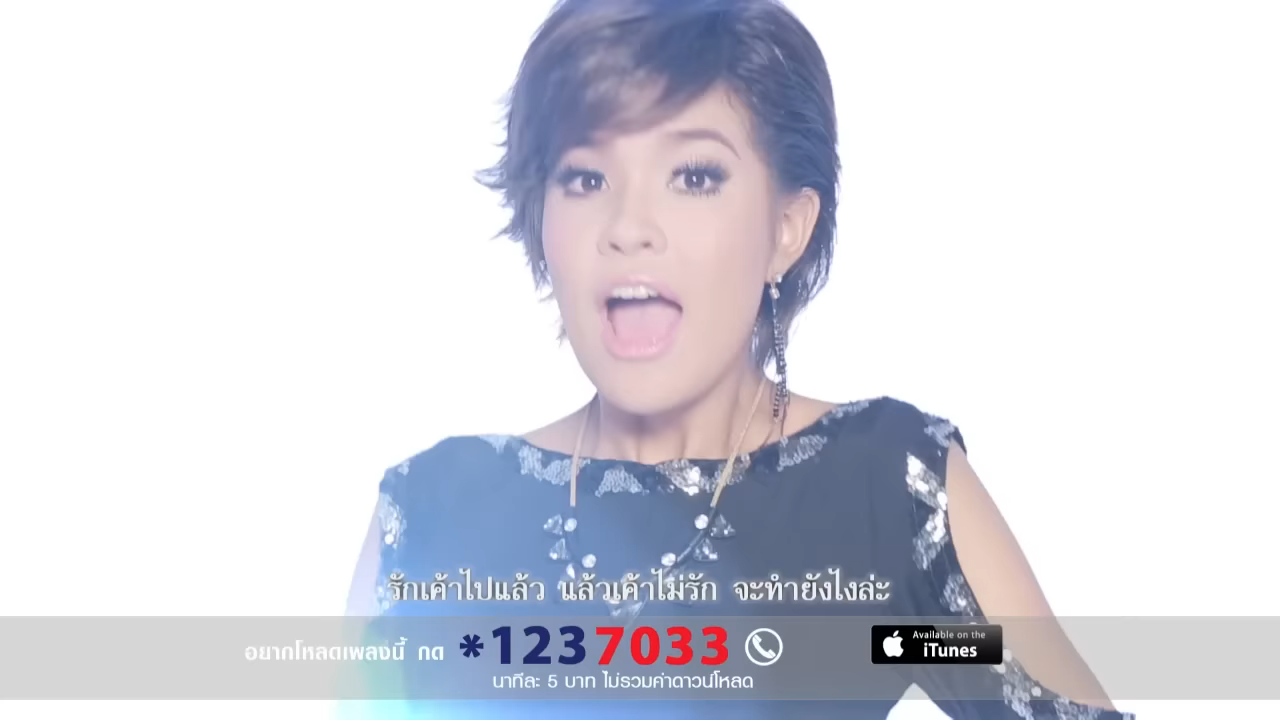 รักเค้าไปแล้ว แล้วเค้าไม่รัก จะทำยังไงล่ะ
อยากโหลดเพลงนี้ กด *1237033
Available on the
iTunes
นาทีละ 5 บาท ไม่รวมค่าดาวน์โหลด